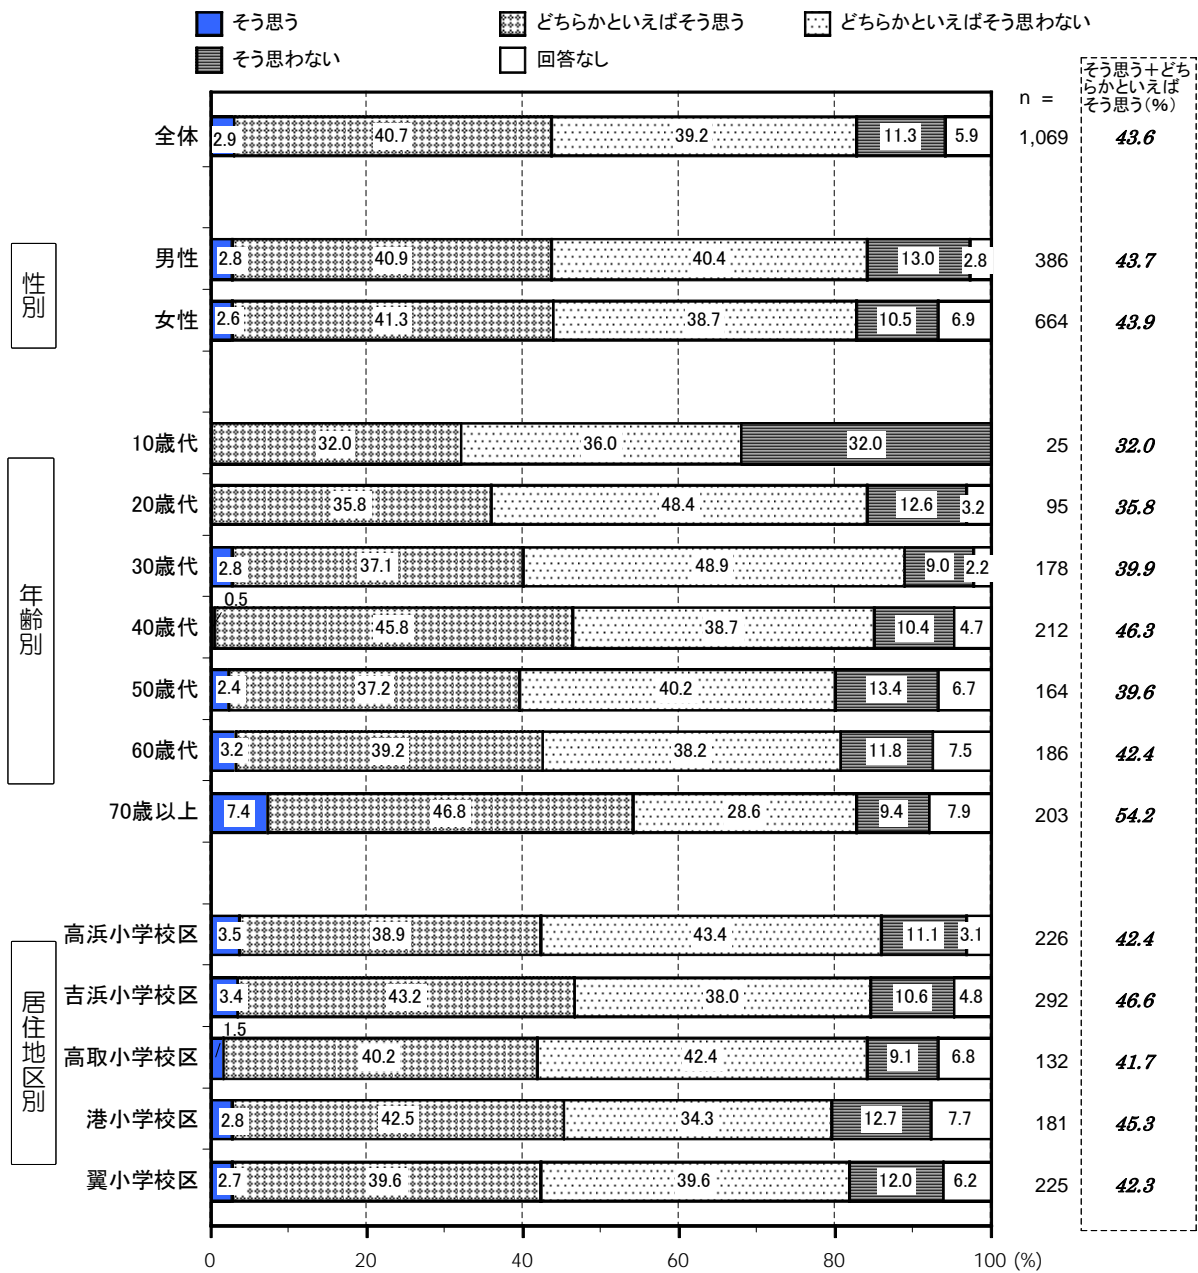 そう思う
どちらかといえばそう思う
どちらかといえばそう思わない
そう思わない
回答なし
n =
そう思う＋どち
らかといえば
そう思う(%)
全体 2.9 40.7 39.2 11.3 5.9 1,069 43.6
性別
男性 2.8 40.9 40.4 13.0 2.8 386 43.7
女性 2.6 41.3 38.7 10.5 6.9 664 43.9
年齢別
10歳代 32.0 36.0 32.0 25 32.0
20歳代 35.8 48.4 12.6 3.2 95 35.8
30歳代 2.8 37.1 48.9 9.0 2.2 178 39.9
40歳代 0.5 45.8 38.7 10.4 4.7 212 46.3
50歳代 2.4 37.2 40.2 13.4 6.7 164 39.6
60歳代 3.2 39.2 38.2 11.8 7.5 186 42.4
70歳以上 7.4 46.8 28.6 9.4 7.9 203 54.2
居住地区別
高浜小学校区 3.5 38.9 43.4 11.1 3.1 226 42.4
吉浜小学校区 3.4 43.2 38.0 10.6 4.8 292 46.6
高取小学校区 1.5 40.2 42.4 9.1 6.8 132 41.7
港小学校区 2.8 42.5 34.3 12.7 7.7 181 45.3
翼小学校区 2.7 39.6 39.6 12.0 6.2 225 42.3
0 20 40 60 80 100 (%)